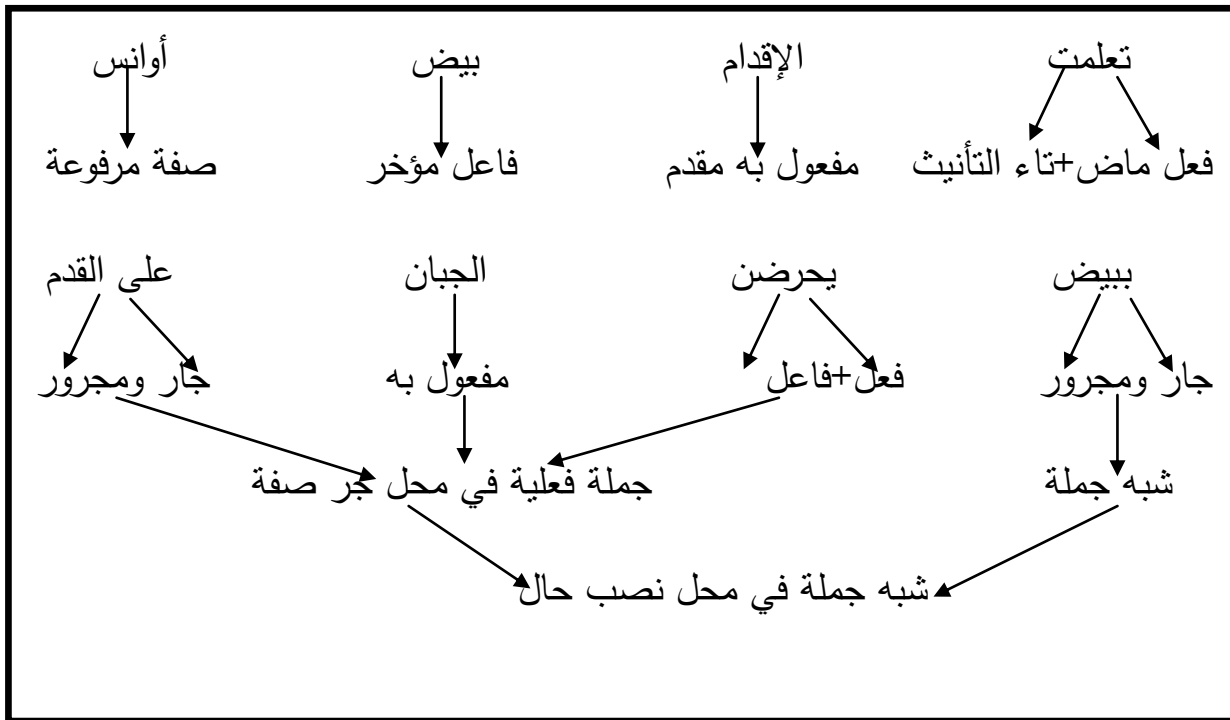 تعلمت الإقدام بيض أوانس
فعل ماض+تاء التأنيث مفعول به مقدم فاعل مؤخر صفة مرفوعة
ببيض يحرضن الجبان على القدم
جار ومجرور فعل+فاعل مفعول به جار ومجرور
شبه جملة جملة فعلية في محل جر صفة
شبه جملة في محل نصب حال